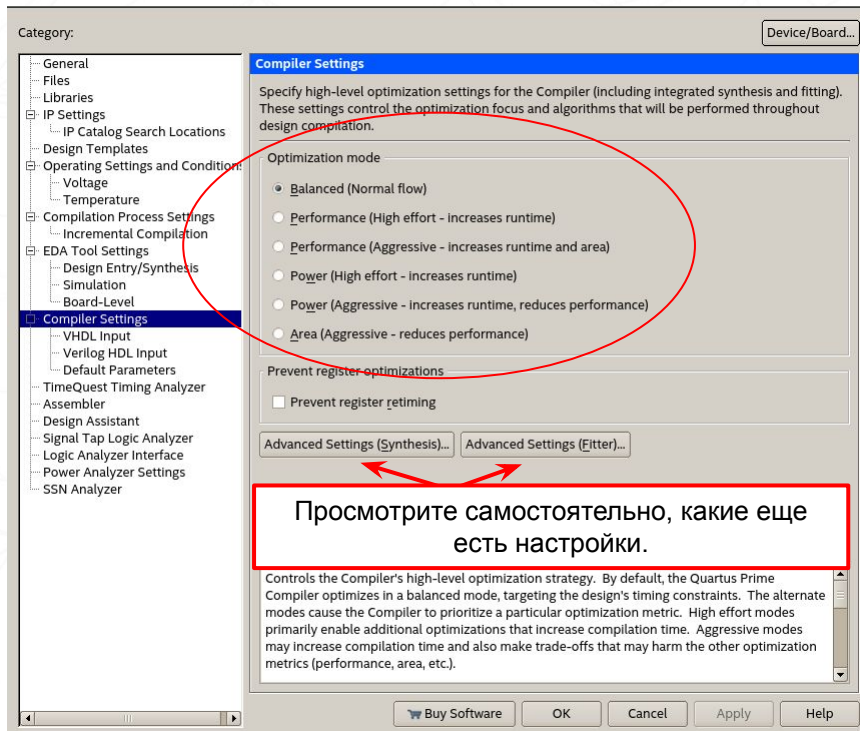 Category:
Device/Board...
General
Files
Libraries
IP Settings
IP Catalog Search Locations
Design Templates
Operating Settings and Conditions
Voltage
Temperature
Compilation Process Settings
Incremental Compilation
EDA Tool Settings
Design Entry/Synthesis
Simulation
Board-Level
Compiler Settings
VHDL Input
Verilog HDL Input
Default Parameters
TimeQuest Timing Analyzer
Assembler
Design Assistant
Signal Tap Logic Analyzer
Logic Analyzer Interface
Power Analyzer Settings
SSN Analyzer
Compiler Settings
Specify high-level optimization settings for the Compiler (including integrated synthesis and fitting).
These settings control the optimization focus and algorithms that will be performed throughout
design compilation.
Optimization mode
Balanced (Normal flow)
Performance (High effort - increases runtime)
Performance (Aggressive - increases runtime and area)
Power (High effort - increases runtime)
Power (Aggressive - increases runtime, reduces performance)
Area (Aggressive - reduces performance)
Prevent register optimizations
Prevent register retiming
Advanced Settings (Synthesis)... Advanced Settings (Fitter)...
Просмотрите самостоятельно, какие еще
есть настройки.
Controls the Compiler's high-level optimization strategy. By default, the Quartus Prime
Compiler optimizes in a balanced mode, targeting the design's timing constraints. The alternate
modes cause the Compiler to prioritize a particular optimization metric. High effort modes
primarily enable additional optimizations that increase compilation time. Aggressive modes
may increase compilation time and also make trade-offs that may harm the other optimization
metrics (performance, area, etc.).
Buy Software OK Cancel Apply Help